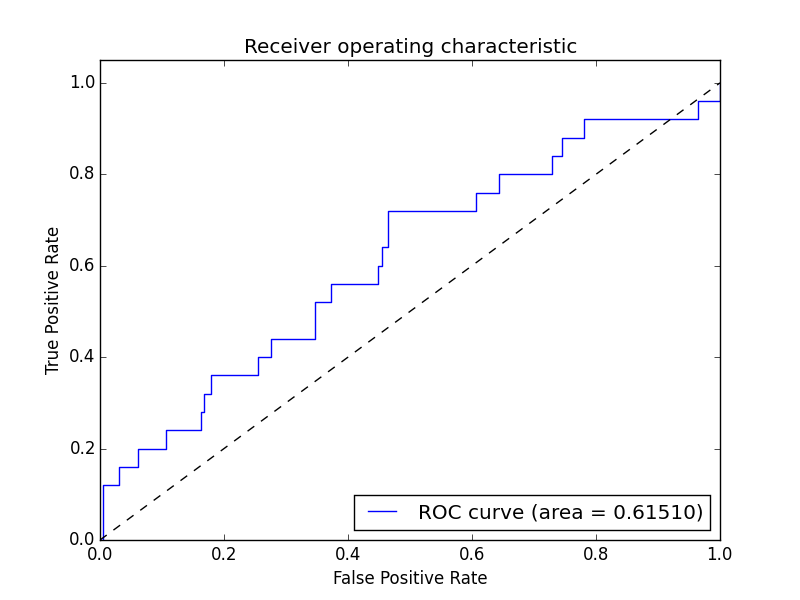 Receiver operating characteristic
1.0
0.8
0.6
0.4
0.2
0.0
True Positive Rate
ROC curve (area = 0.61510)
0.0 0.2 0.4 0.6 0.8 1.0
False Positive Rate